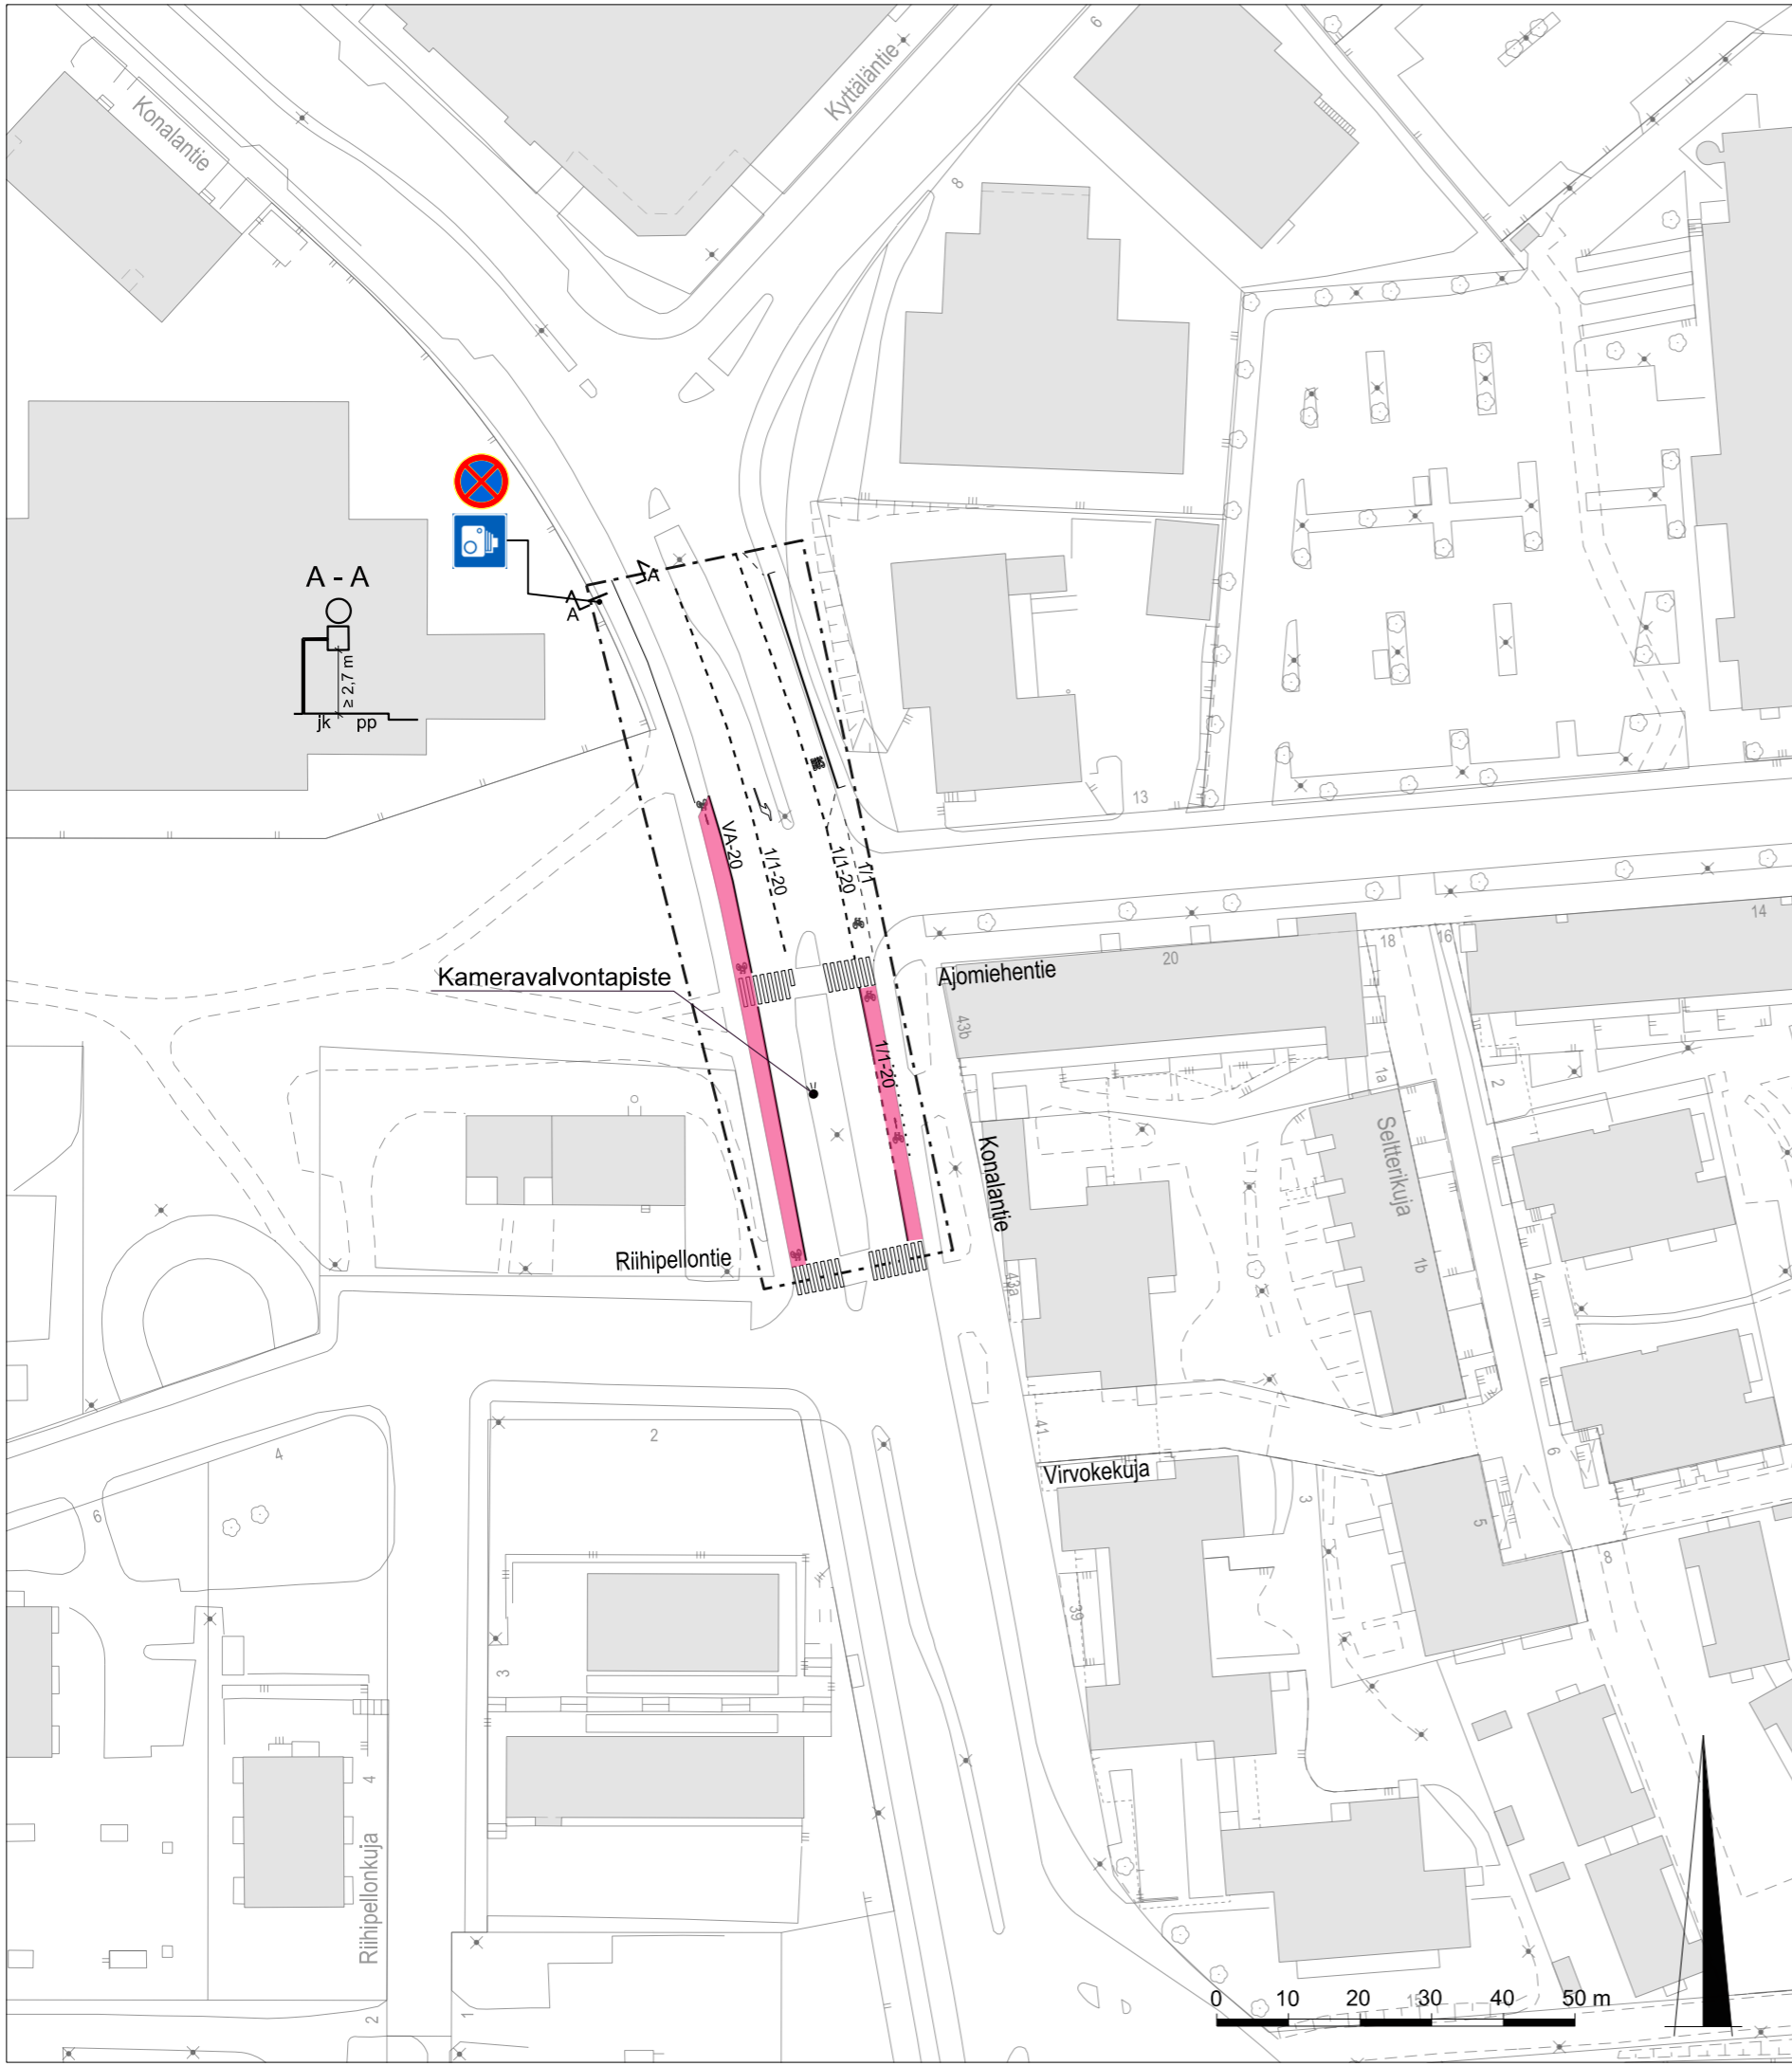 6
Kyttäläntie
Konalantie
8
A - A
A
A
≥ 2,7 m
jk
pp
13
VA-20
1/1-20
1/1-20
1/1
14
18
16
20
Kameravalvontapiste
Ajomiehentie
43b
1/1-20
1a
2
Selterikuja
Konalantie
Riihipellontie
43a
1b
4
2
41
4
6
Virvokekuja
6
3
5
8
3
39
4
Riihipellonkuja
0 10 20 30 40 50 m
15
1
2